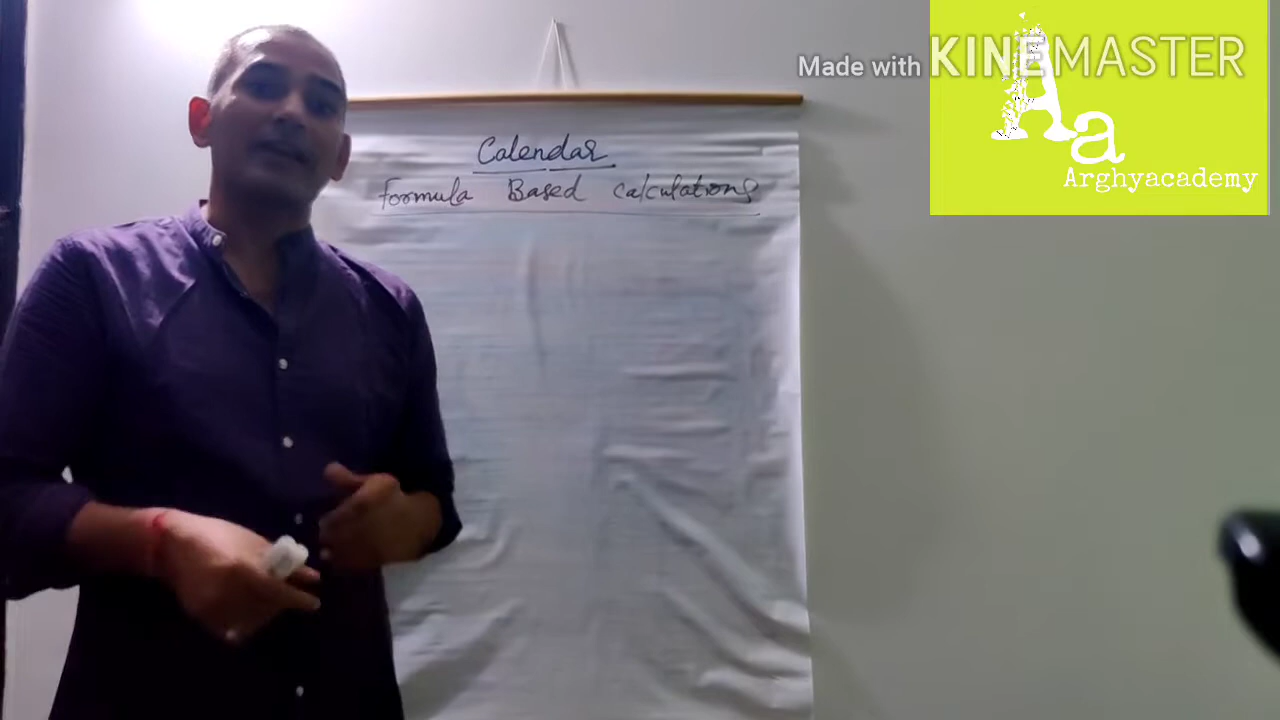 Made with KINEMASTER
Aa
Arghyacademy
Calendar
Formula Based Calculations